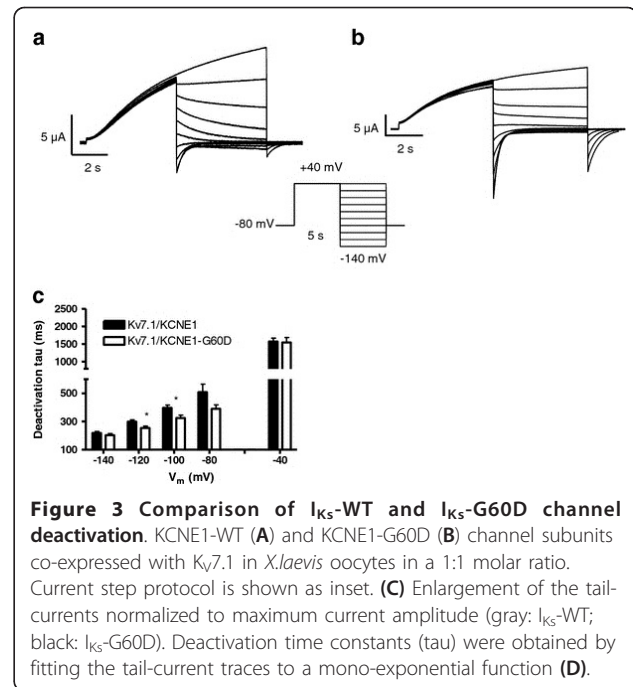 a
b
5 µA
2 s
5 µA
2 s
+40 mV
-80 mV
5 s
-140 mV
c
2500
2000
1500
1000
500
300
100
Deactivation tau (ms)
Kv7.1/KCNE1
Kv7.1/KCNE1-G60D
*
*
-140
-120
-100
-80
-40
Vm (mV)
Figure 3 Comparison of IKs-WT and IKs-G60D channel
deactivation. KCNE1-WT (A) and KCNE1-G60D (B) channel subunits
co-expressed with KV7.1 in X.laevis oocytes in a 1:1 molar ratio.
Current step protocol is shown as inset. (C) Enlargement of the tail-
currents normalized to maximum current amplitude (gray: IKs-WT;
black: IKs-G60D). Deactivation time constants (tau) were obtained by
fitting the tail-current traces to a mono-exponential function (D).